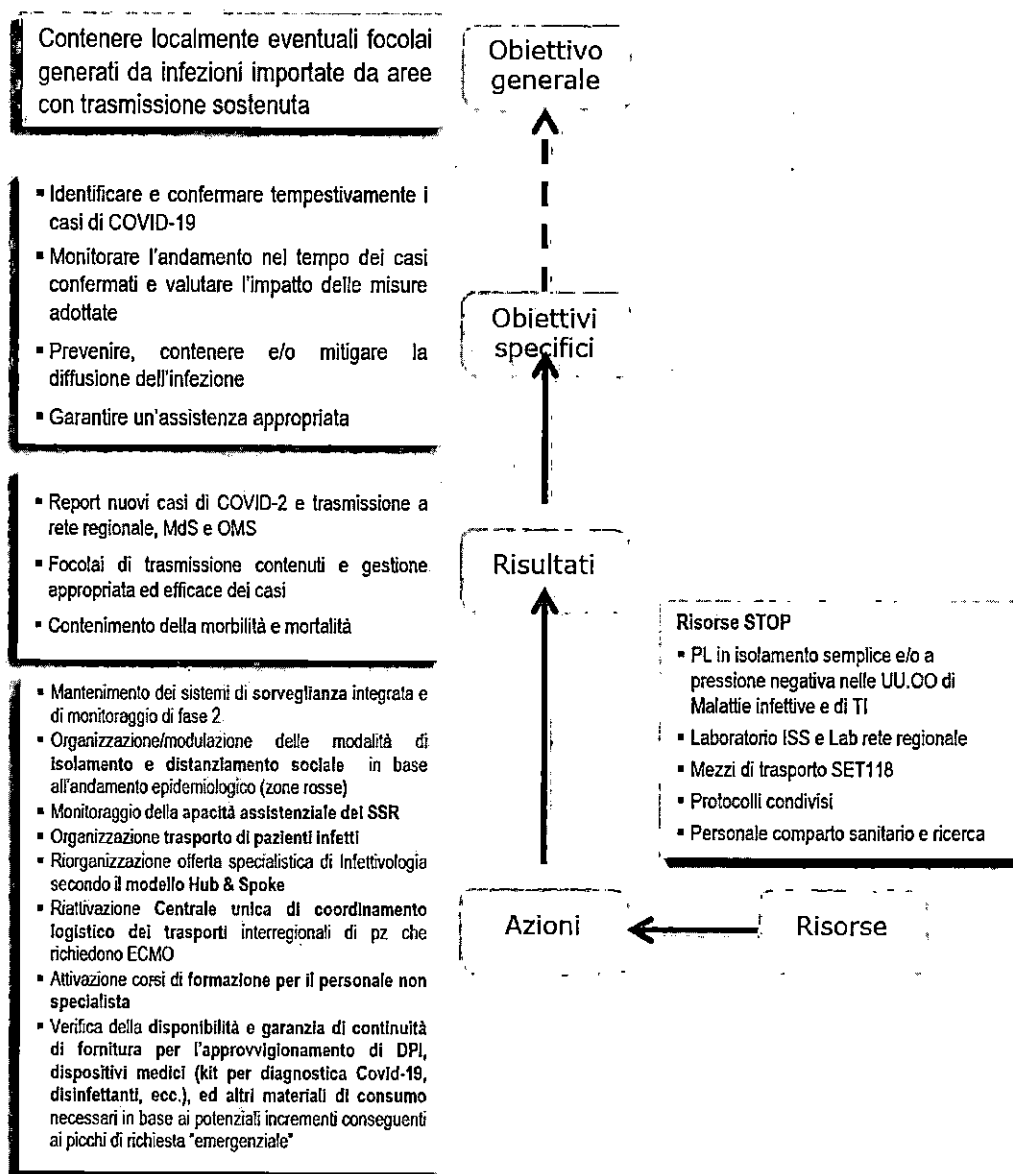 Contenere localmente eventuali focolai
generati da infezioni importate da aree
con trasmissione sostenuta
Obiettivo
generale
▪ Identificare e confermare tempestivamente i
casi di COVID-19
▪ Monitorare l'andamento nel tempo dei casi
confermati e valutare l'impatto delle misure
adottate
▪ Prevenire, contenere e/o mitigare la
diffusione dell'infezione
▪ Garantire un'assistenza appropriata
Obiettivi
specifici
▪ Report nuovi casi di COVID-2 e trasmissione a
rete regionale, MdS e OMS
▪ Focolai di trasmissione contenuti e gestione
appropriata ed efficace dei casi
▪ Contenimento della morbilità e mortalità
Risultati
Risorse STOP
▪ PL in isolamento semplice e/o a
pressione negativa nelle UU.OO di
Malattie infettive e di TI
▪ Laboratorio ISS e Lab rete regionale
▪ Mezzi di trasporto SET118
▪ Protocolli condivisi
▪ Personale comparto sanitario e ricerca
▪ Mantenimento dei sistemi di sorveglianza integrata e
di monitoraggio di fase 2
▪ Organizzazione/modulazione delle modalità di
isolamento e distanziamento sociale in base
all'andamento epidemiologico (zone rosse)
▪ Monitoraggio della apacità assistenziale del SSR
▪ Organizzazione trasporto di pazienti infetti
▪ Riorganizzazione offerta specialistica di Infettivologia
secondo il modello Hub & Spoke
▪ Riattivazione Centrale unica di coordinamento
logistico dei trasporti interregionali di pz che
richiedono ECMO
▪ Attivazione corsi di formazione per il personale non
specialista
▪ Verifica della disponibilità e garanzia di continuità
di fornitura per l'approvvigionamento di DPI,
dispositivi medici (kit per diagnostica Covid-19,
disinfettanti, ecc.), ed altri materiali di consumo
necessari in base ai potenziali incrementi conseguenti
ai picchi di richiesta "emergenziale"
Azioni
Risorse